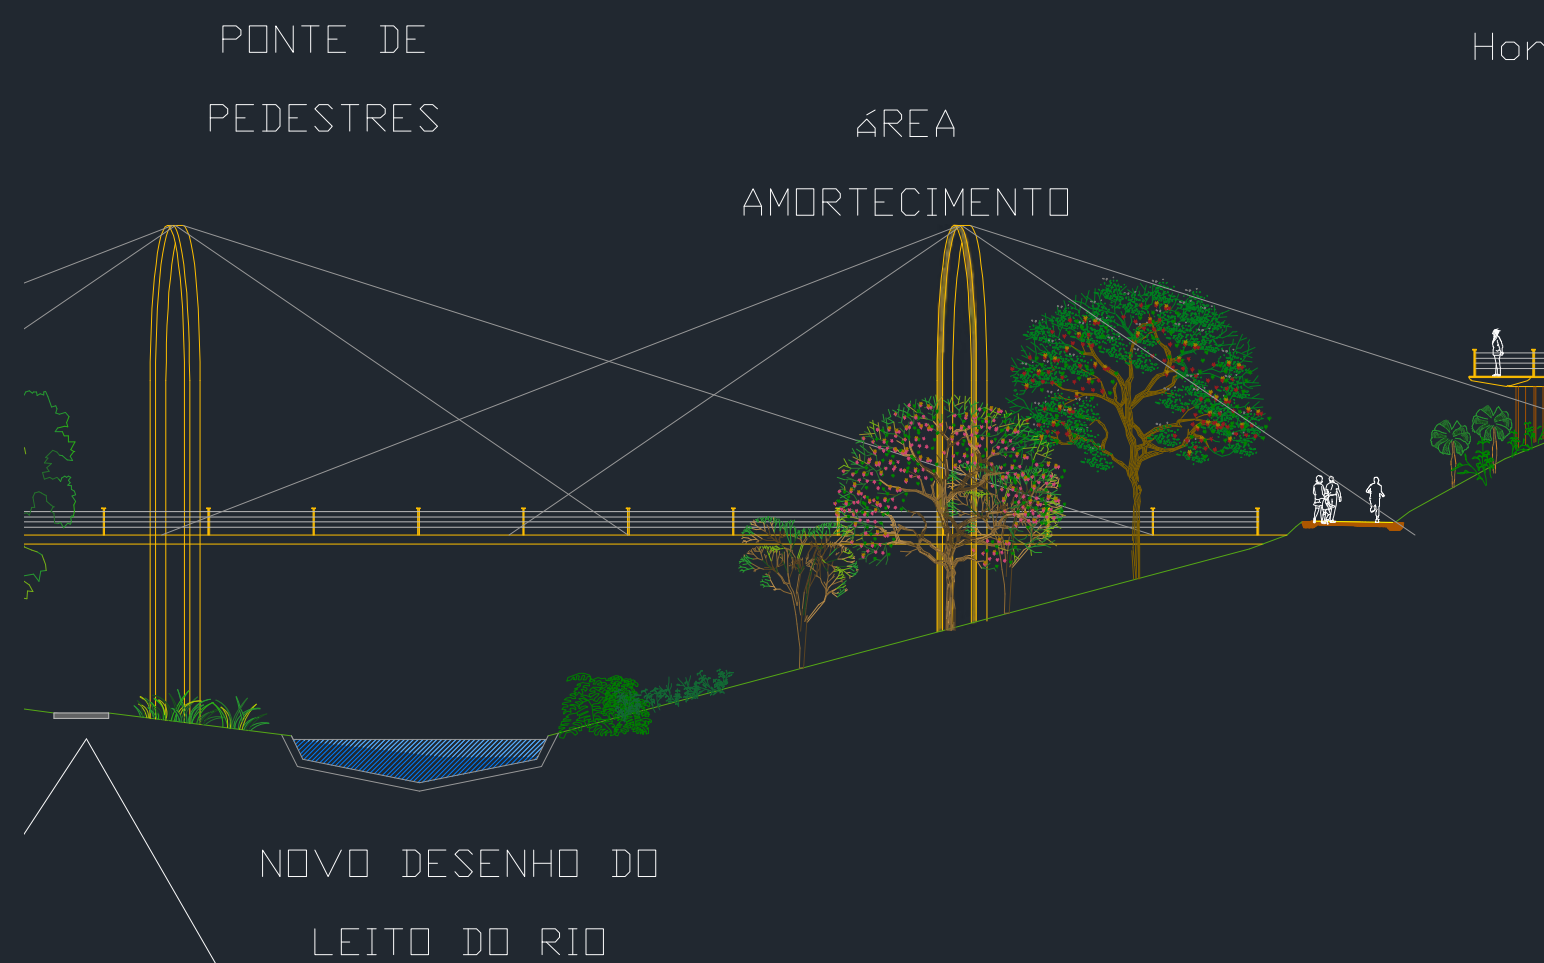 PONTE DE
PEDESTRES
ÁREA
AMORTECIMENTO
NOVO DESENHO DO
LEITO DO RIO